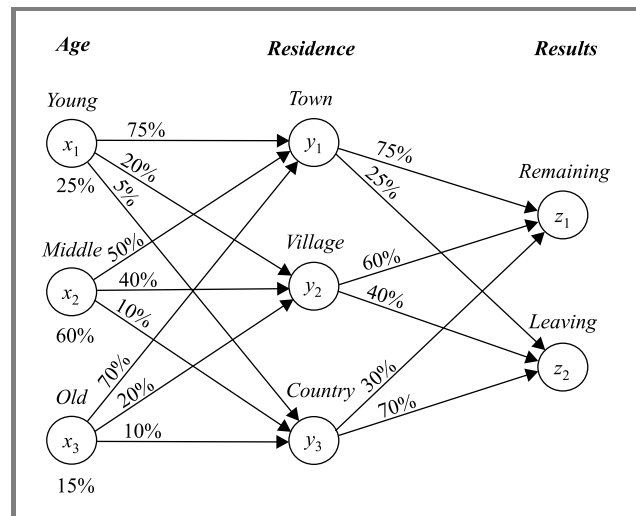 Age Residence Results
Young Town
x1 75% y1 75%
20% 25% Remaining
25% 5% z1
Middle 50% Village 60%
x2 40% y2 40% Leaving
60% 10% z2
Old 70% Country 30%
20% 70%
x3 10% y3
15%